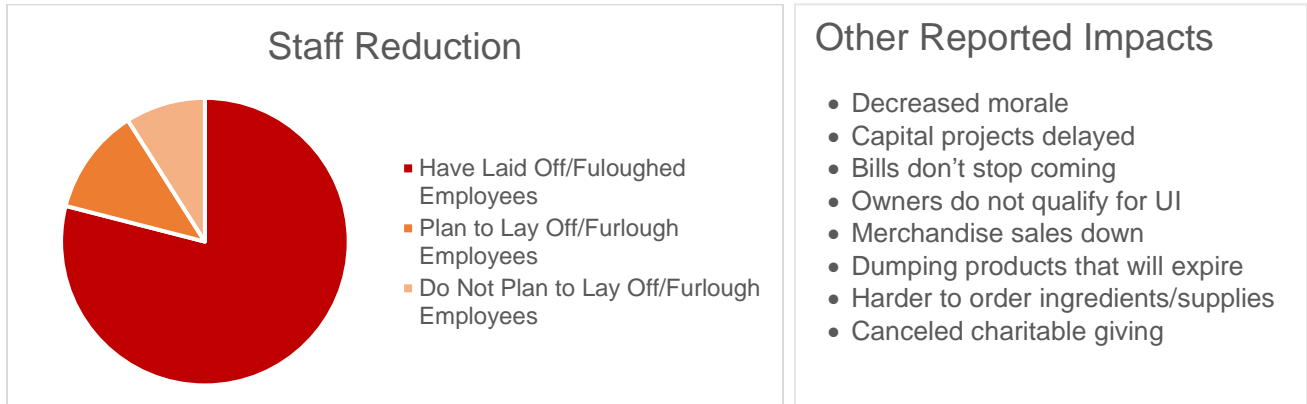 Staff Reduction
Have Laid Off/Fuloughed
Employees
Plan to Lay Off/Furlough
Employees
Do Not Plan to Lay Off/Furlough
Employees
Other Reported Impacts
• Decreased morale
• Capital projects delayed
• Bills don’t stop coming
• Owners do not qualify for UI
• Merchandise sales down
• Dumping products that will expire
• Harder to order ingredients/supplies
• Canceled charitable giving